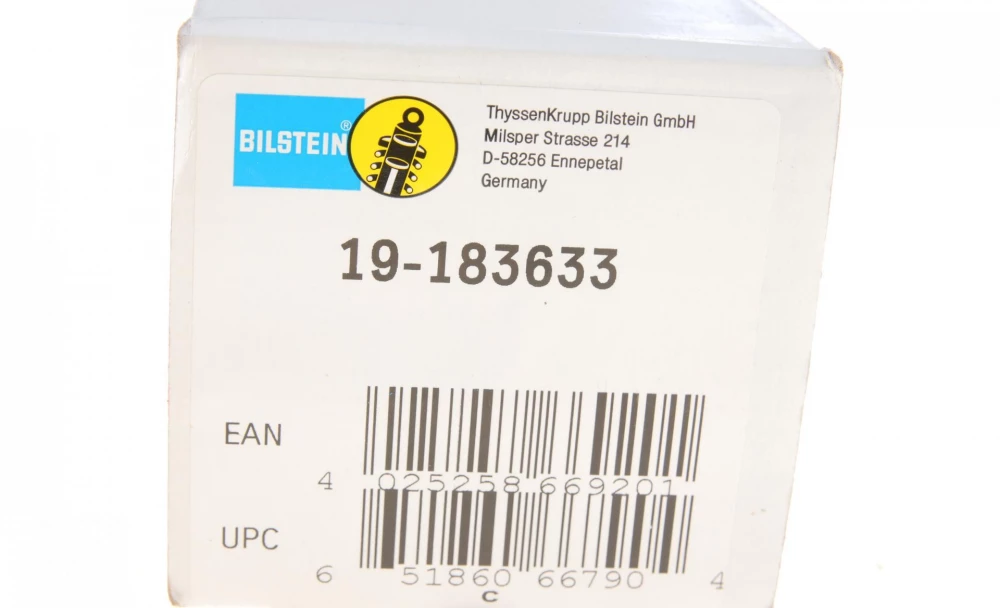 BILSTEIN®
ThyssenKrupp Bilstein GmbH
Milsper Strasse 214
D-58256 Ennepetal
Germany
19-183633
EAN
4 025258 669201
UPC
6 51860 66790 4
C